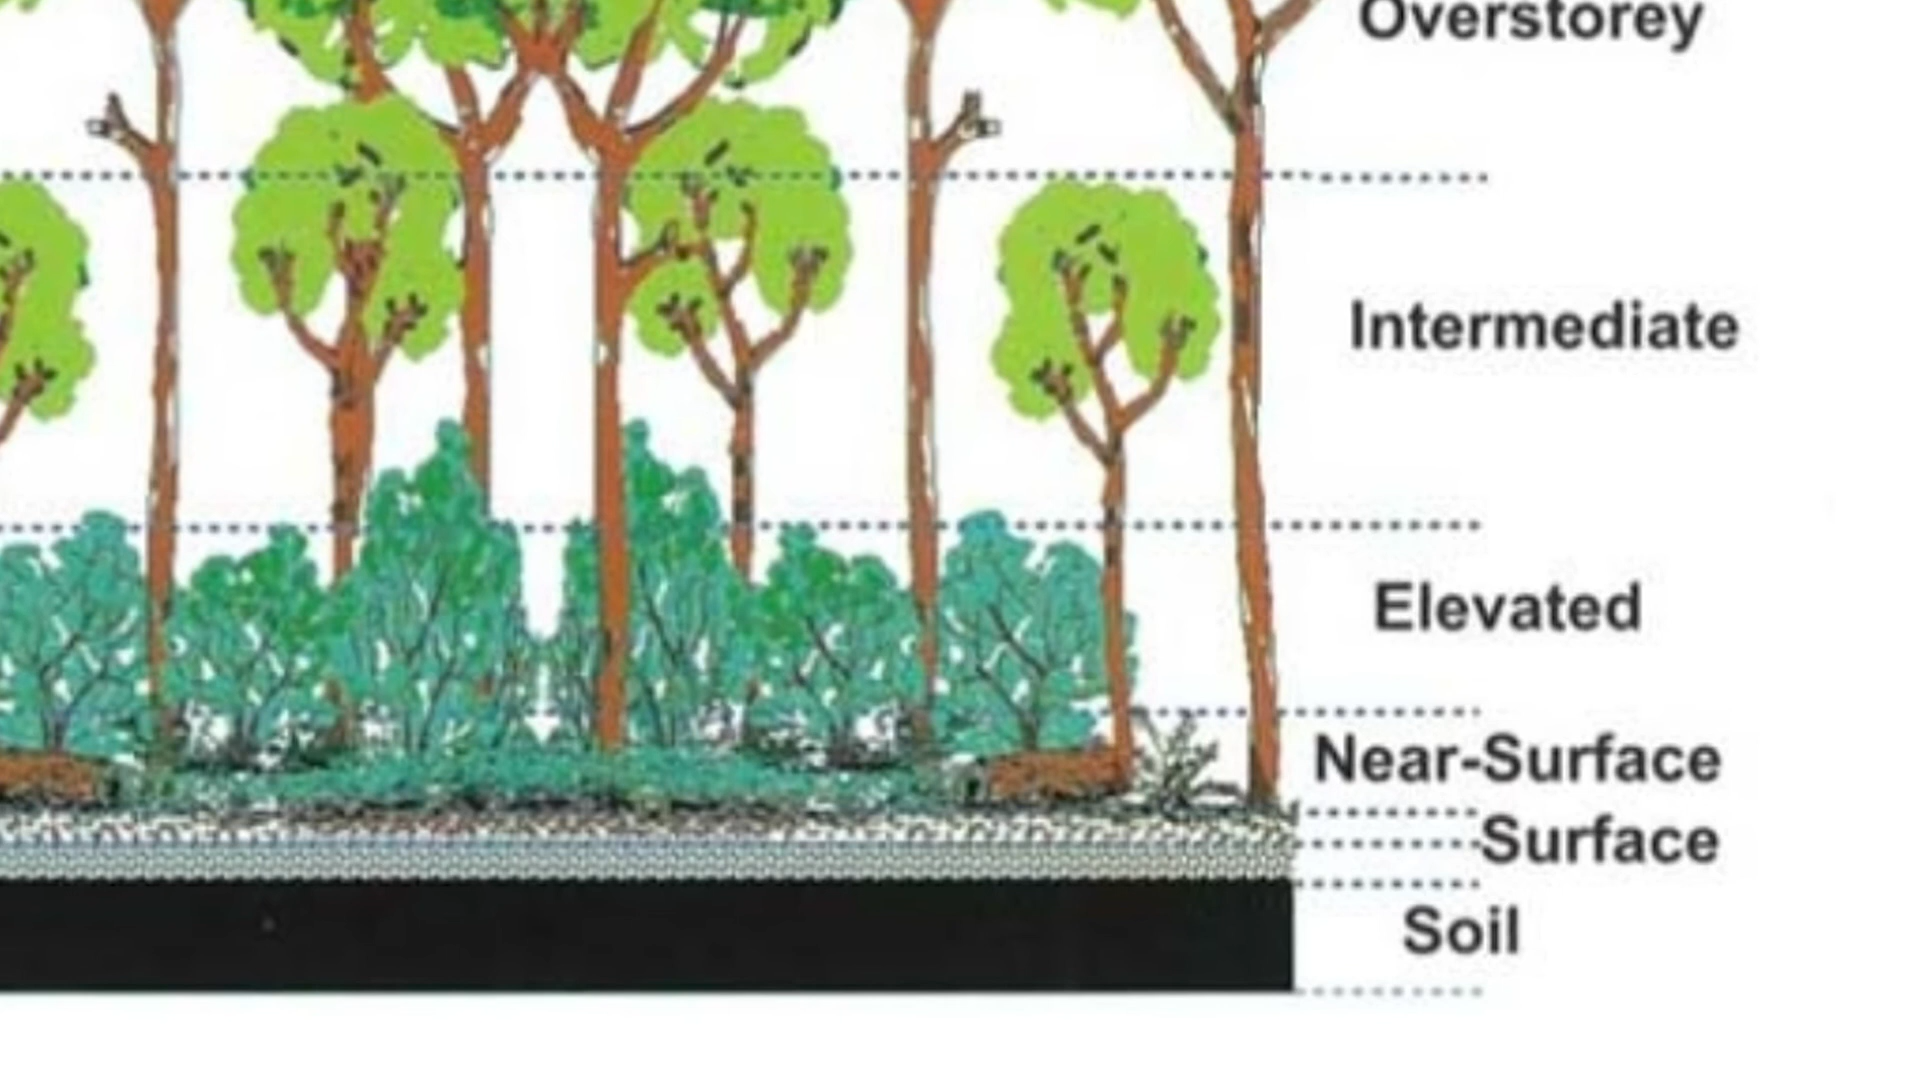 Overstorey
Intermediate
Elevated
Near-Surface
Surface
Soil